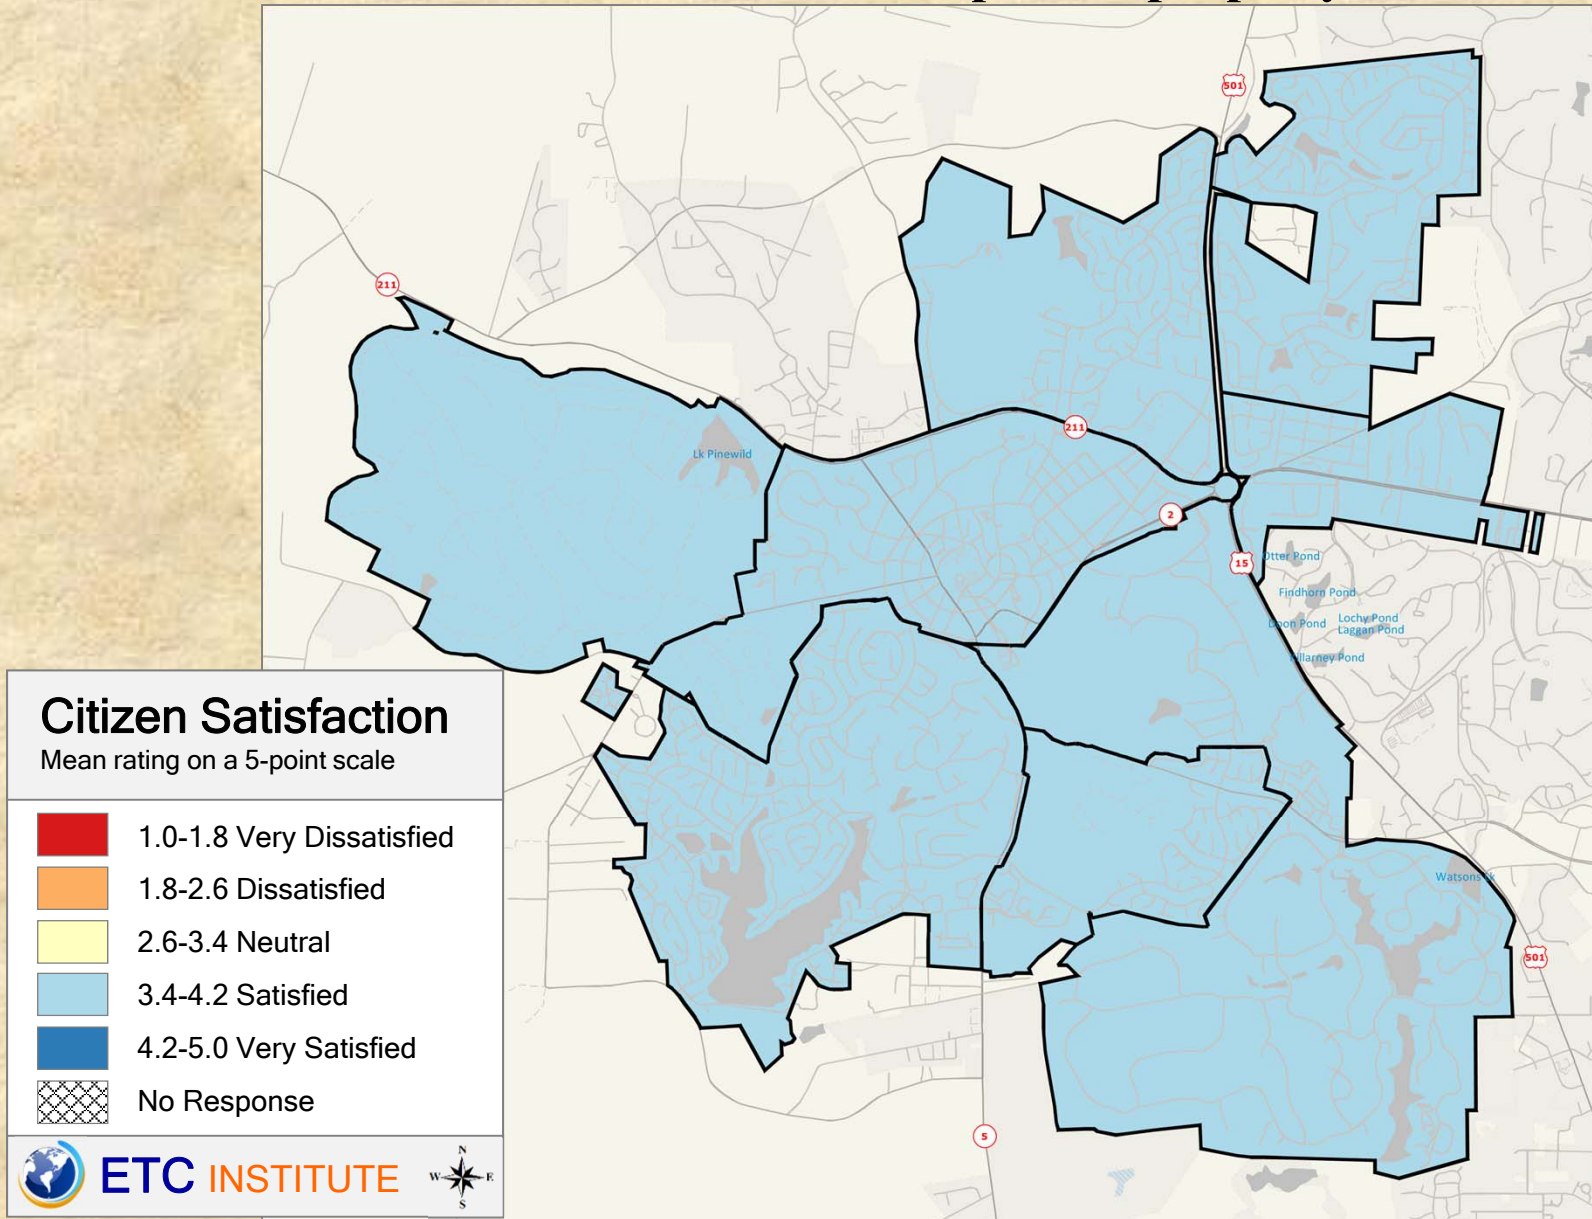 501
211
211
Lk Pinewild
2
15
Otter Pond
Findhorn Pond
Lochy Pond
Laggan Pond
Pond
Killarney Pond
Watsons Lk
501
5
Citizen Satisfaction
Mean rating on a 5-point scale
1.0-1.8 Very Dissatisfied
1.8-2.6 Dissatisfied
2.6-3.4 Neutral
3.4-4.2 Satisfied
4.2-5.0 Very Satisfied
No Response
ETC INSTITUTE
N
W E
S